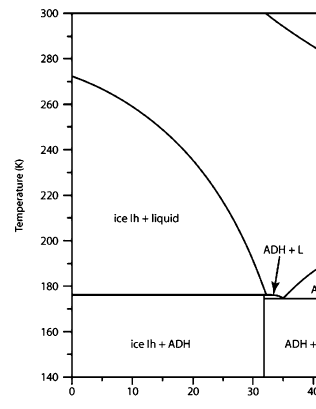 300
280
260
240
220
200
180
160
140
Temperature (K)
ice Ih + liquid
ADH + L
A
ice Ih + ADH
ADH +
0
10
20
30
40